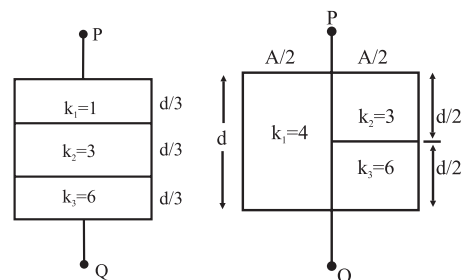 P
k₁=1
d/3
k₂=3
d/3
k₃=6
d/3
Q
P
A/2 A/2
d
k₁=4
k₂=3
d/2
k₃=6
d/2
Q